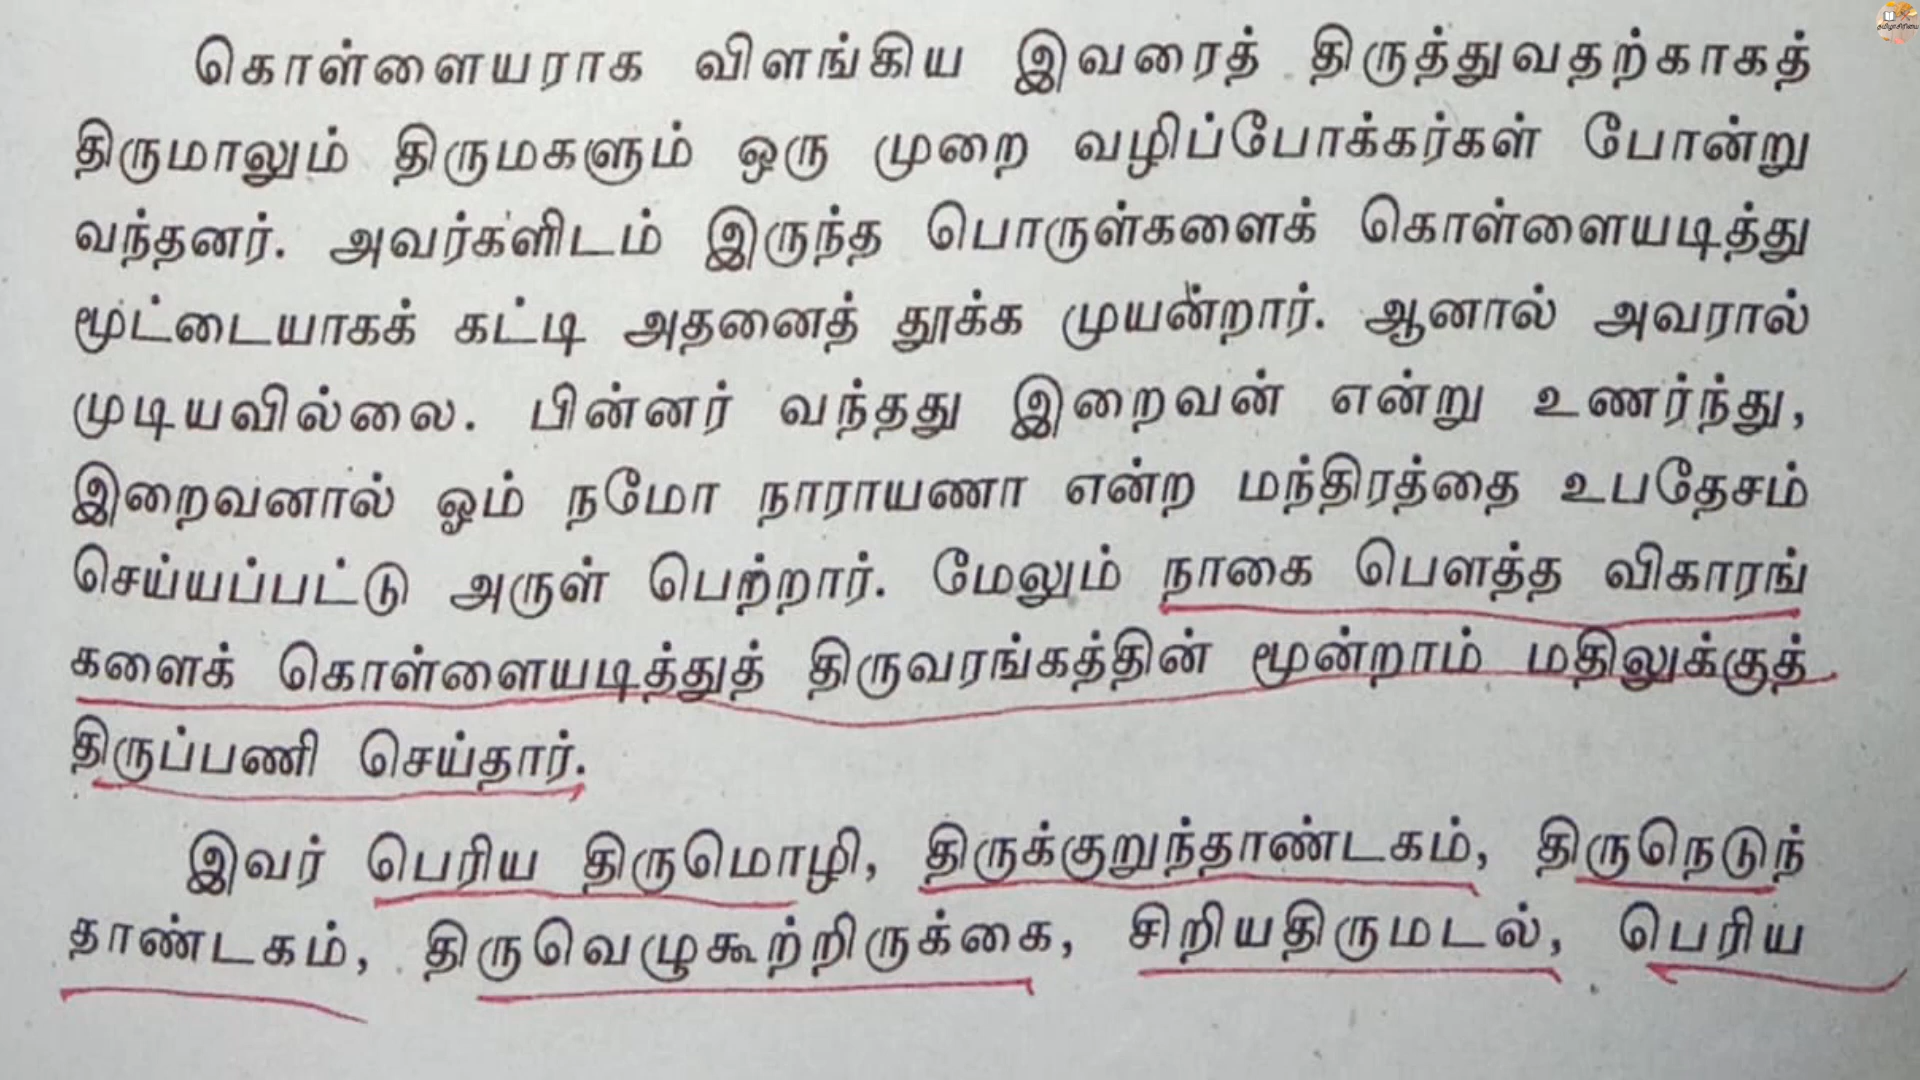 கொள்ளையராக விளங்கிய இவரைத் திருத்துவதற்காகத்
திருமாலும் திருமகளும் ஒரு முறை வழிப்போக்கர்கள் போன்று
வந்தனர். அவர்களிடம் இருந்த பொருள்களைக் கொள்ளையடித்து
மூட்டையாகக் கட்டி அதனைத் தூக்க முயன்றார். ஆனால் அவரால்
முடியவில்லை. பின்னர் வந்தது இறைவன் என்று உணர்ந்து,
இறைவனால் ஓம் நமோ நாராயணா என்ற மந்திரத்தை உபதேசம்
செய்யப்பட்டு அருள் பெற்றார். மேலும் நாகை பௌத்த விகாரங்
களைக் கொள்ளையடித்துத் திருவரங்கத்தின் மூன்றாம் மதிலுக்குத்
திருப்பணி செய்தார்.
இவர் பெரிய திருமொழி, திருக்குறுந்தாண்டகம், திருநெடுந்
தாண்டகம், திருவெழுகூற்றிருக்கை, சிறியதிருமடல், பெரிய